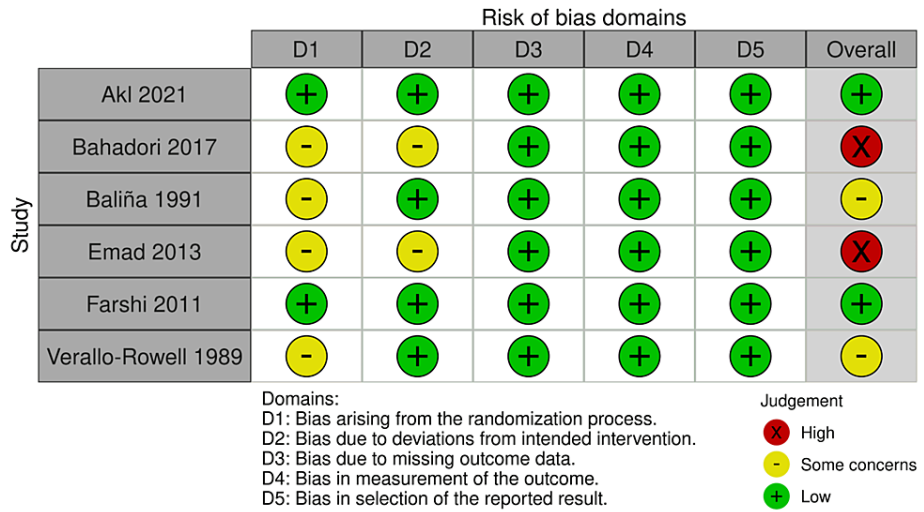 Risk of bias domains
D1 D2 D3 D4 D5 Overall
Study
Akl 2021 + + + + + +
Bahadori 2017 - - + + + X
Baliña 1991 - + + + + -
Emad 2013 - - + + + X
Farshi 2011 + + + + + +
Verallo-Rowell 1989 - + + + + -
Domains:
D1: Bias arising from the randomization process.
D2: Bias due to deviations from intended intervention.
D3: Bias due to missing outcome data.
D4: Bias in measurement of the outcome.
D5: Bias in selection of the reported result.
Judgement
X High
- Some concerns
+ Low